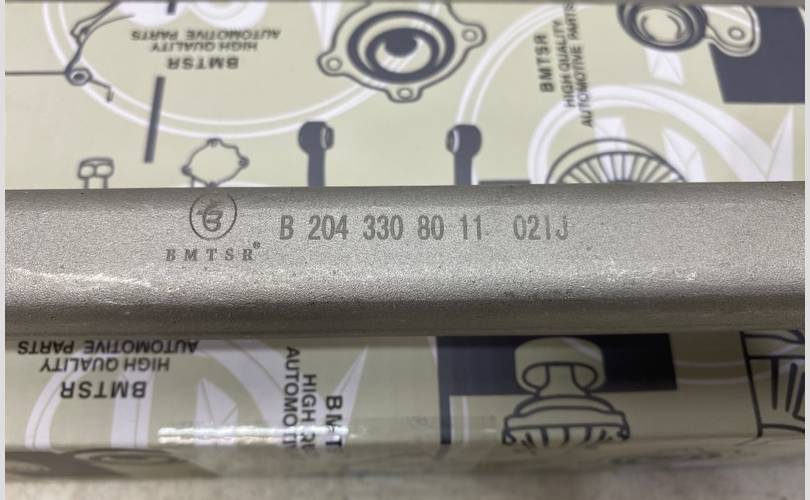 AUTOMOTIVE PARTS
HIGH QUALITY
BMTSR
BMTSR
HIGH QUALITY
AUTOMOTIVE PARTS
B 204 330 80 11 021J
BMTSR®
AUTOMOTIVE PARTS
HIGH QUALITY
BMTSR
HIGH